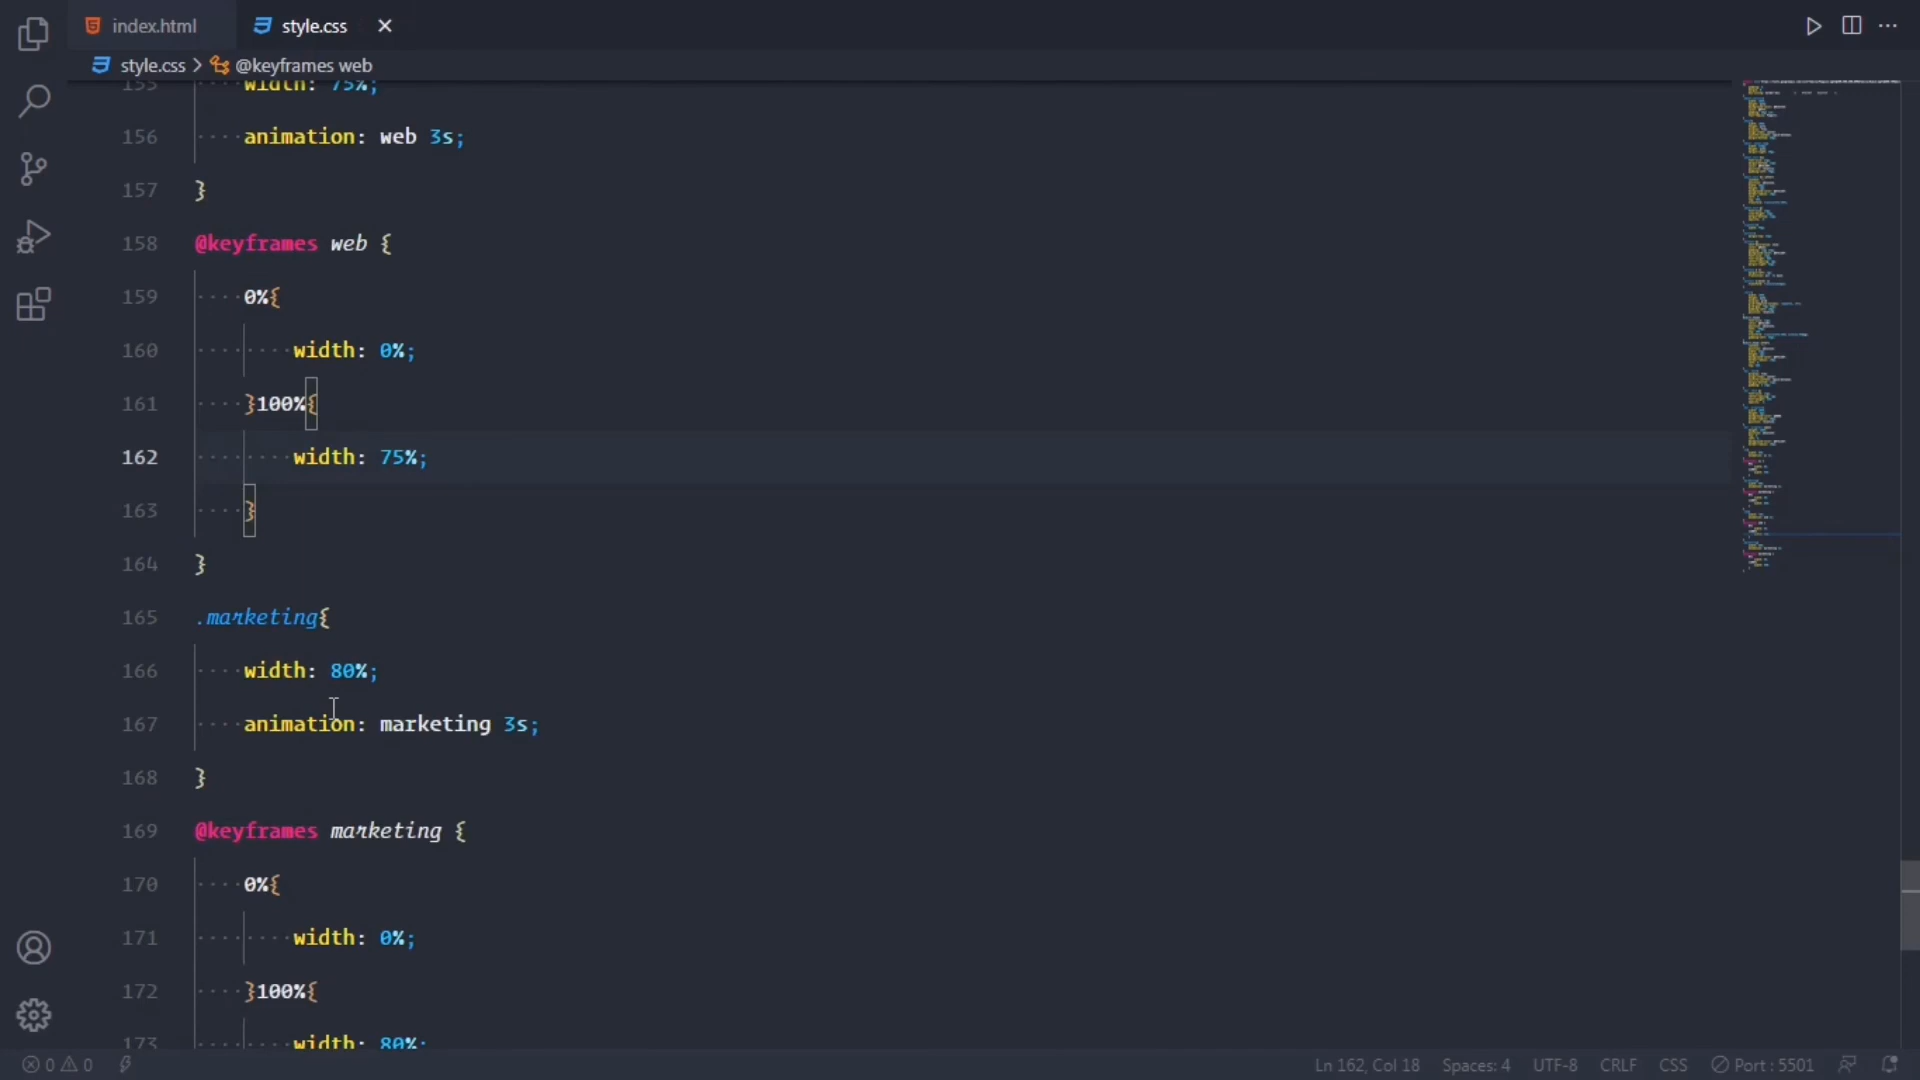 index.html
style.css
style.css > @keyframes web
155 width: 75%;
156 animation: web 3s;
157 }
158 @keyframes web {
159 0%{
160 width: 0%;
161 }100%{
162 width: 75%;
163 }
164 }
165 .marketing{
166 width: 80%;
167 animation: marketing 3s;
168 }
169 @keyframes marketing {
170 0%{
171 width: 0%;
172 }100%{
173 width: 80%;
0 0 Ln 162, Col 18 Spaces: 4 UTF-8 CRLF CSS Port : 5501